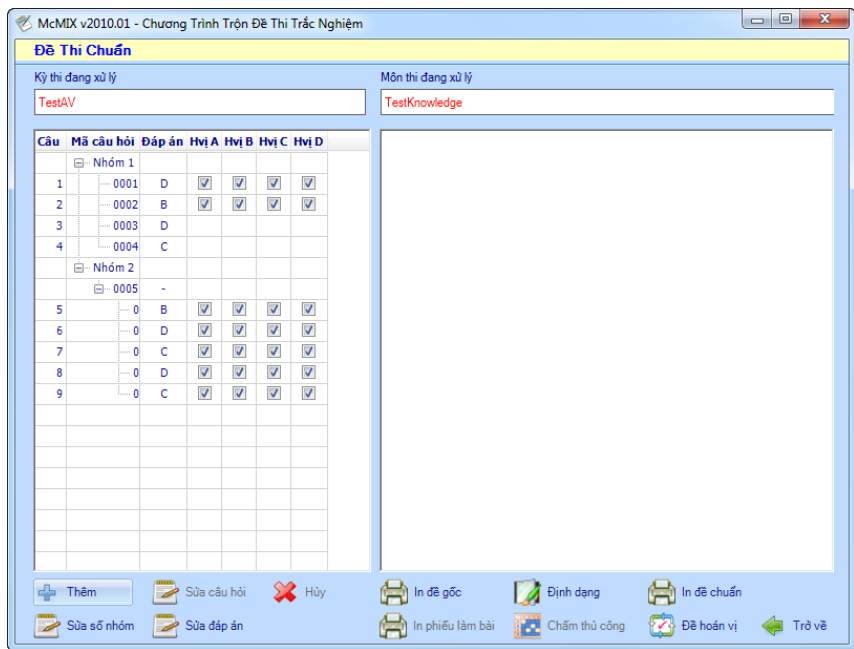 McMIX v2010.01 - Chương Trình Trộn Đề Thi Trắc Nghiệm
Đề Thi Chuẩn
Kỳ thi đang xử lý
Môn thi đang xử lý
TestAV
TestKnowledge
Câu Mã câu hỏi Đáp án Hvị A Hvị B Hvị C Hvị D
Nhóm 1
1 0001 D
2 0002 B
3 0003 D
4 0004 C
Nhóm 2
0005 -
5 0 B
6 0 D
7 0 C
8 0 D
9 0 C
Thêm Sửa câu hỏi Hủy In đề gốc Định dạng In đề chuẩn
Sửa số nhóm Sửa đáp án In phiếu làm bài Chấm thủ công Đề hoán vị Trở về